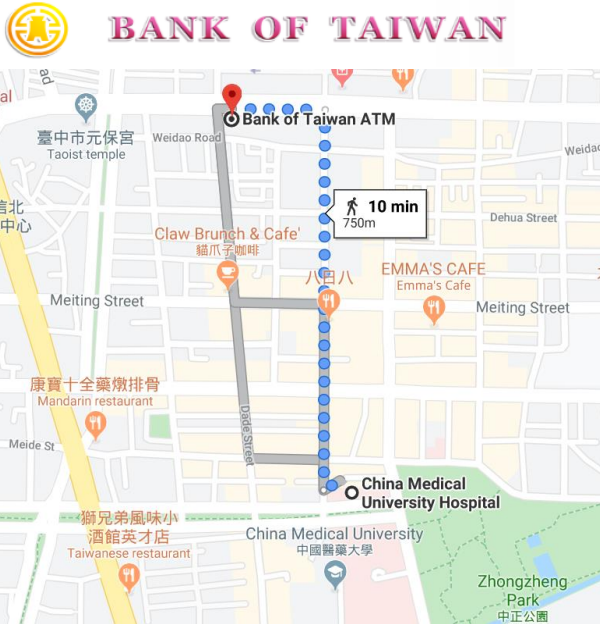 BANK OF TAIWAN
ad
al
臺中市元保宮
Taoist temple
Weidao Road
Bank of Taiwan ATM
Weidao
10 min
750m
信北
中心
Dehua Street
Claw Brunch & Cafe'
貓爪子咖啡
八日八
EMMA'S CAFE
Emma's Cafe
Meiting Street
Meiting Street
康寶十全藥燉排骨
Mandarin restaurant
Dade Street
Meide St
China Medical
University Hospital
獅兄弟風味小
酒館英才店
Taiwanese restaurant
China Medical University
中國醫藥大學
Zhongzheng
Park
中正公園